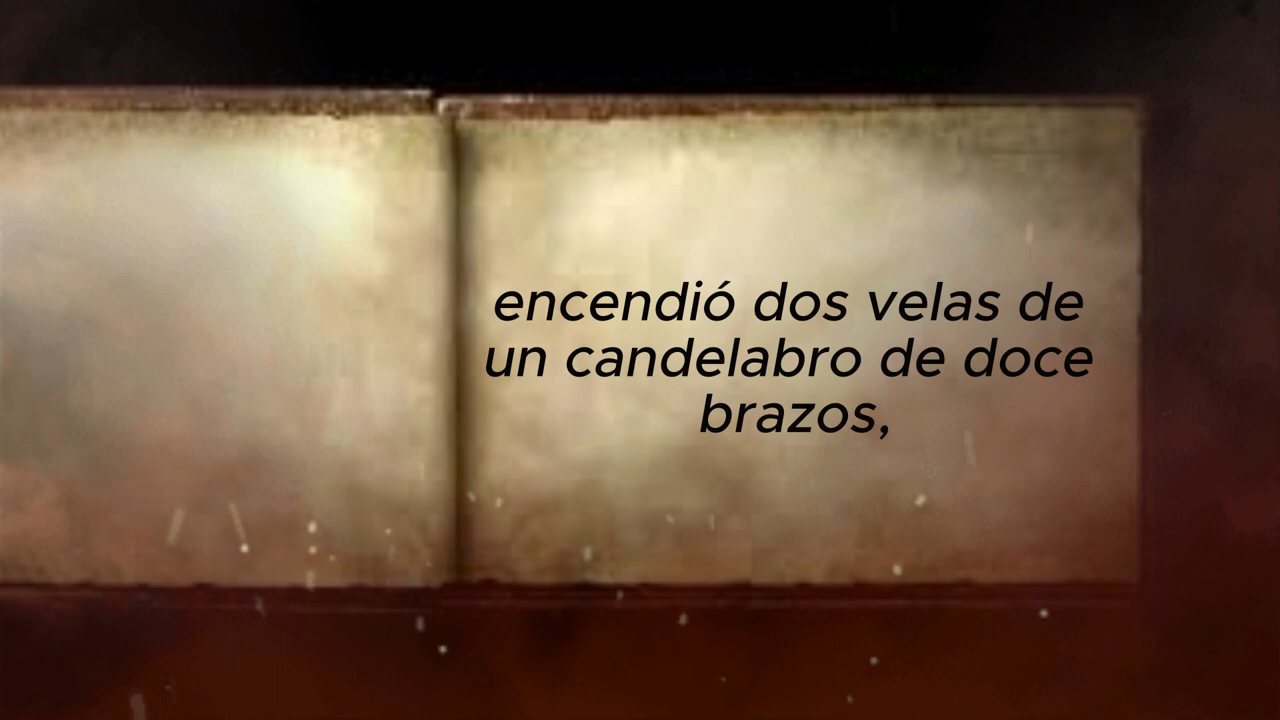 encendió dos velas de
un candelabro de doce
brazos,